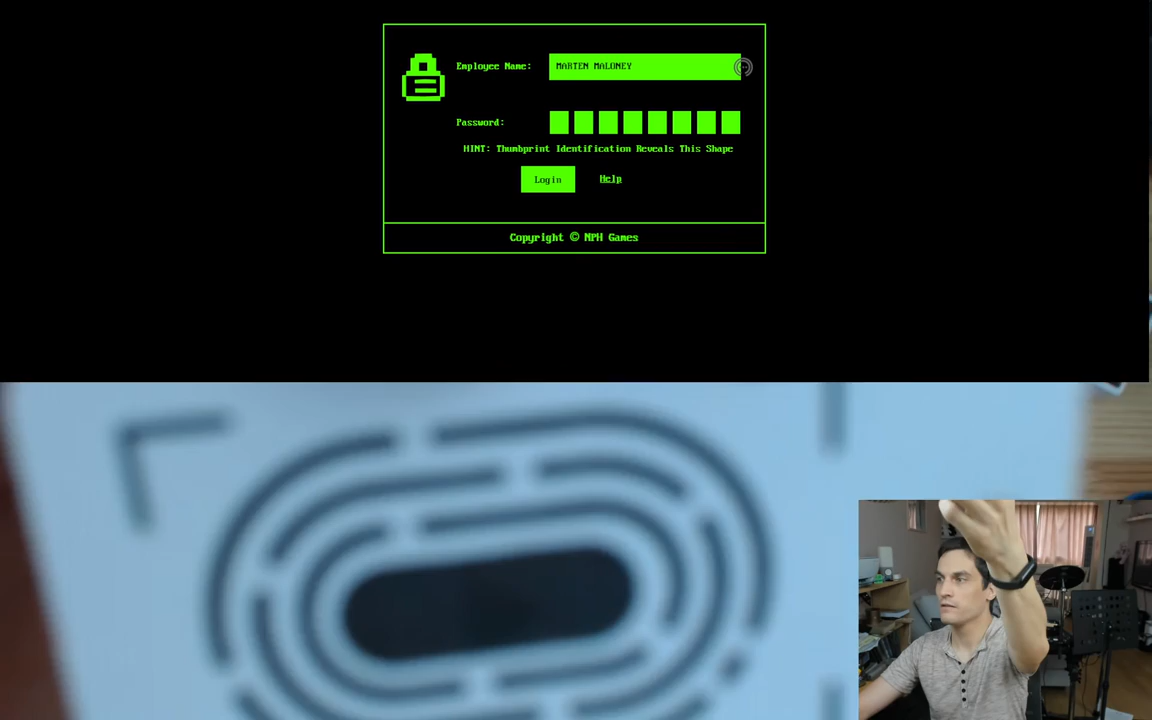 Employee Name:
MARTEN MALONEY
Password:
HINT: Thumbprint Identification Reveals This Shape
Login
Help
Copyright © NPH Games